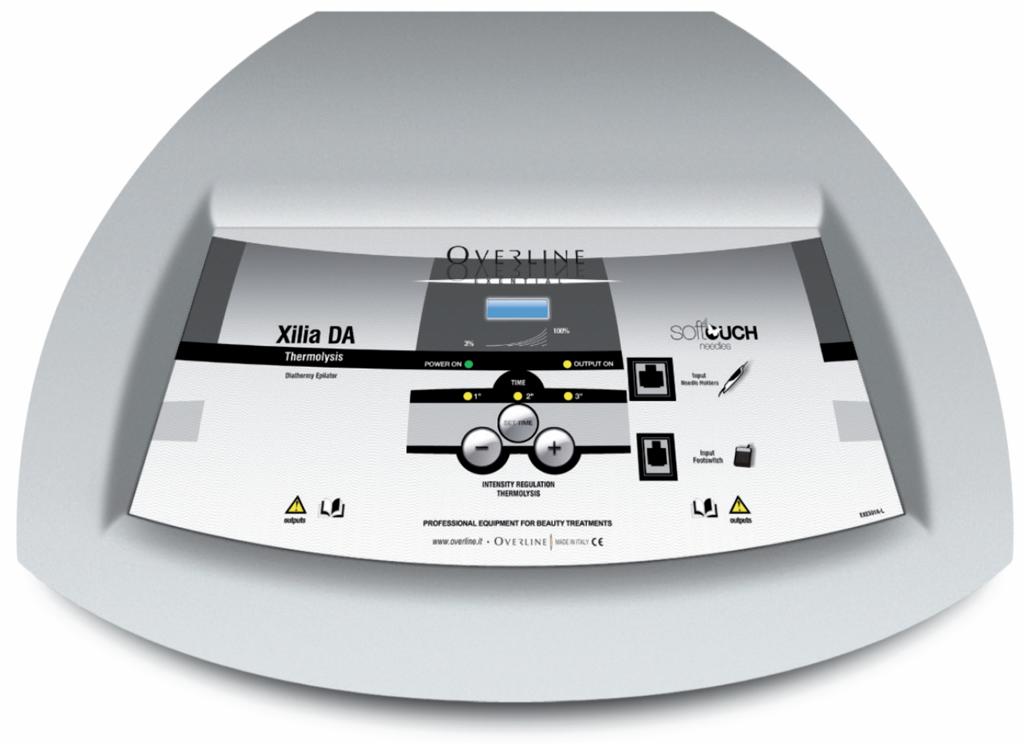 OVERLINE
EXENTIAL
Xilia DA
Thermolysis
Diathermy Epilator
3%
100%
POWER ON
OUTPUT ON
TIME
1"
2"
3"
SET TIME
-
+
INTENSITY REGULATION
THERMOLYSIS
softOUCH
needles
Input
Needle Holders
Input
Footswitch
outputs
outputs
PROFESSIONAL EQUIPMENT FOR BEAUTY TREATMENTS
www.overline.it • OVERLINE | MADE IN ITALY CE